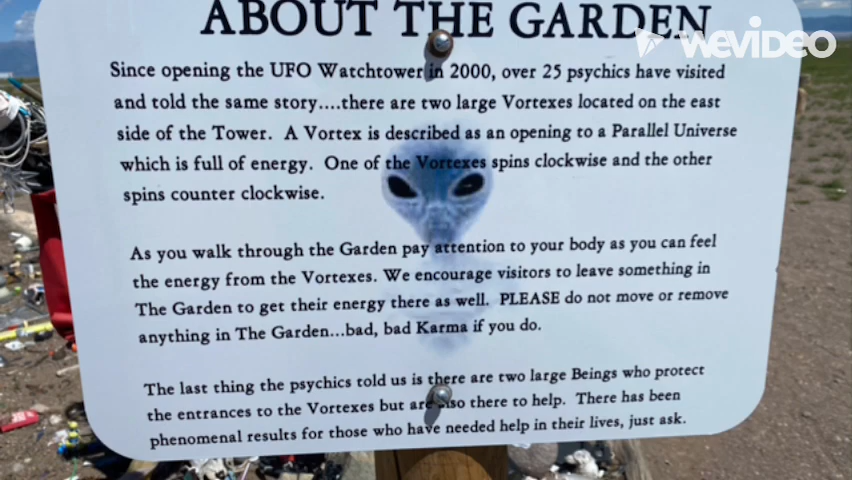 ABOUT THE GARDEN
WeVideo
Since opening the UFO Watchtower in 2000, over 25 psychics have visited
and told the same story....there are two large Vortexes located on the east
side of the Tower. A Vortex is described as an opening to a Parallel Universe
which is full of energy. One of the Vortexes spins clockwise and the other
spins counter clockwise.
As you walk through the Garden pay attention to your body as you can feel
the energy from the Vortexes. We encourage visitors to leave something in
The Garden to get their energy there as well. PLEASE do not move or remove
anything in The Garden...bad, bad Karma if you do.
The last thing the psychics told us is there are two large Beings who protect
the entrances to the Vortexes but are also there to help. There has been
phenomenal results for those who have needed help in their lives, just ask.